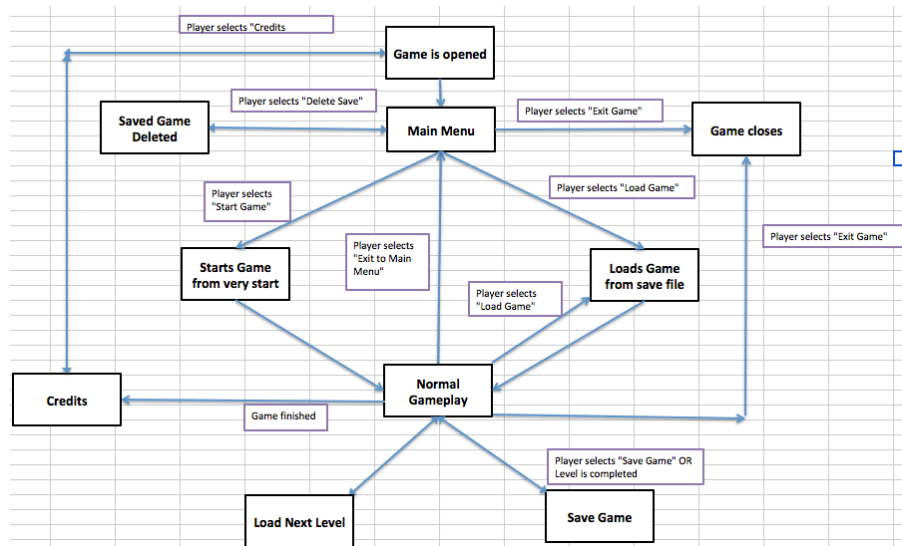 Player selects "Credits
Game is opened
Player selects "Delete Save"
Player selects "Exit Game"
Saved Game
Deleted
Main Menu
Game closes
Player selects
"Start Game"
Player selects "Load Game"
Player selects "Exit Game"
Player selects
"Exit to Main
Menu"
Starts Game
from very start
Loads Game
from save file
Player selects
"Load Game"
Normal
Gameplay
Credits
Game finished
Player selects "Save Game" OR
Level is completed
Load Next Level
Save Game